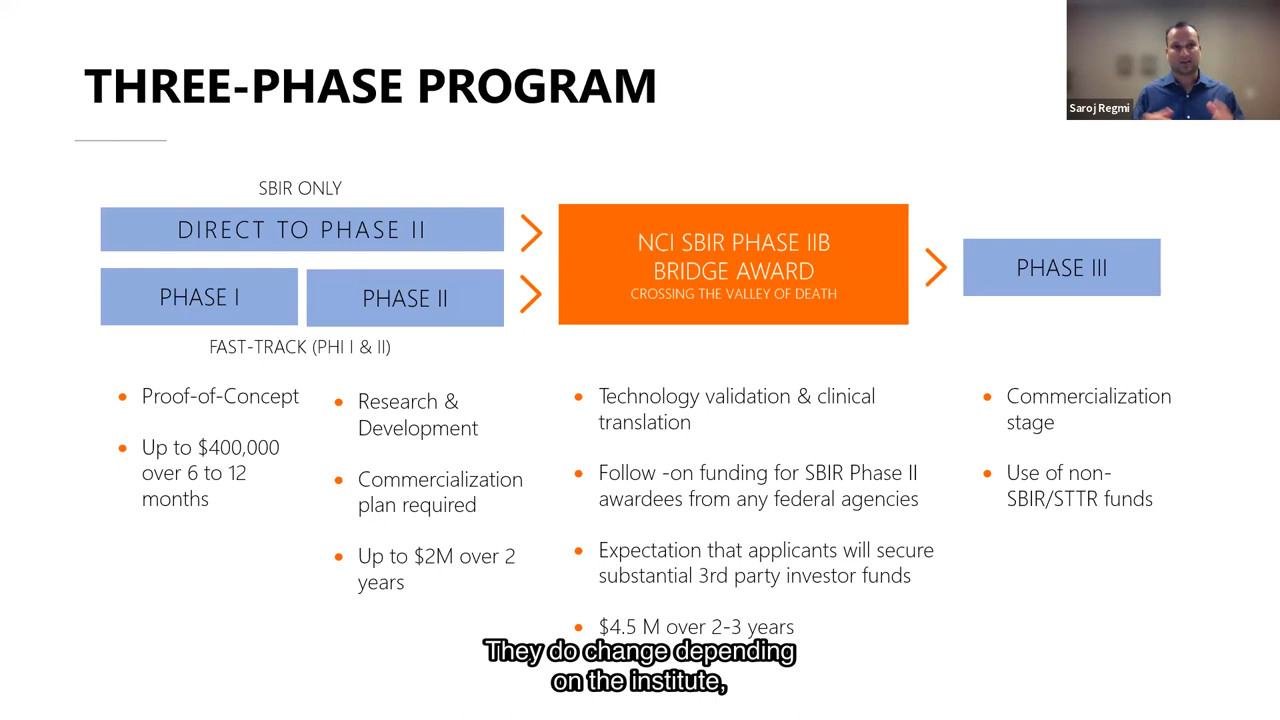 THREE-PHASE PROGRAM
Saroj Regmi
SBIR ONLY
DIRECT TO PHASE II
PHASE I
PHASE II
FAST-TRACK (PHI I & II)
NCI SBIR PHASE IIB
BRIDGE AWARD
CROSSING THE VALLEY OF DEATH
PHASE III
• Proof-of-Concept
• Up to $400,000
over 6 to 12
months
• Research &
Development
• Commercialization
plan required
• Up to $2M over 2
years
• Technology validation & clinical
translation
• Follow -on funding for SBIR Phase II
awardees from any federal agencies
• Expectation that applicants will secure
substantial 3rd party investor funds
• $4.5 M over 2-3 years
• Commercialization
stage
• Use of non-
SBIR/STTR funds
They do change depending
on the institute,